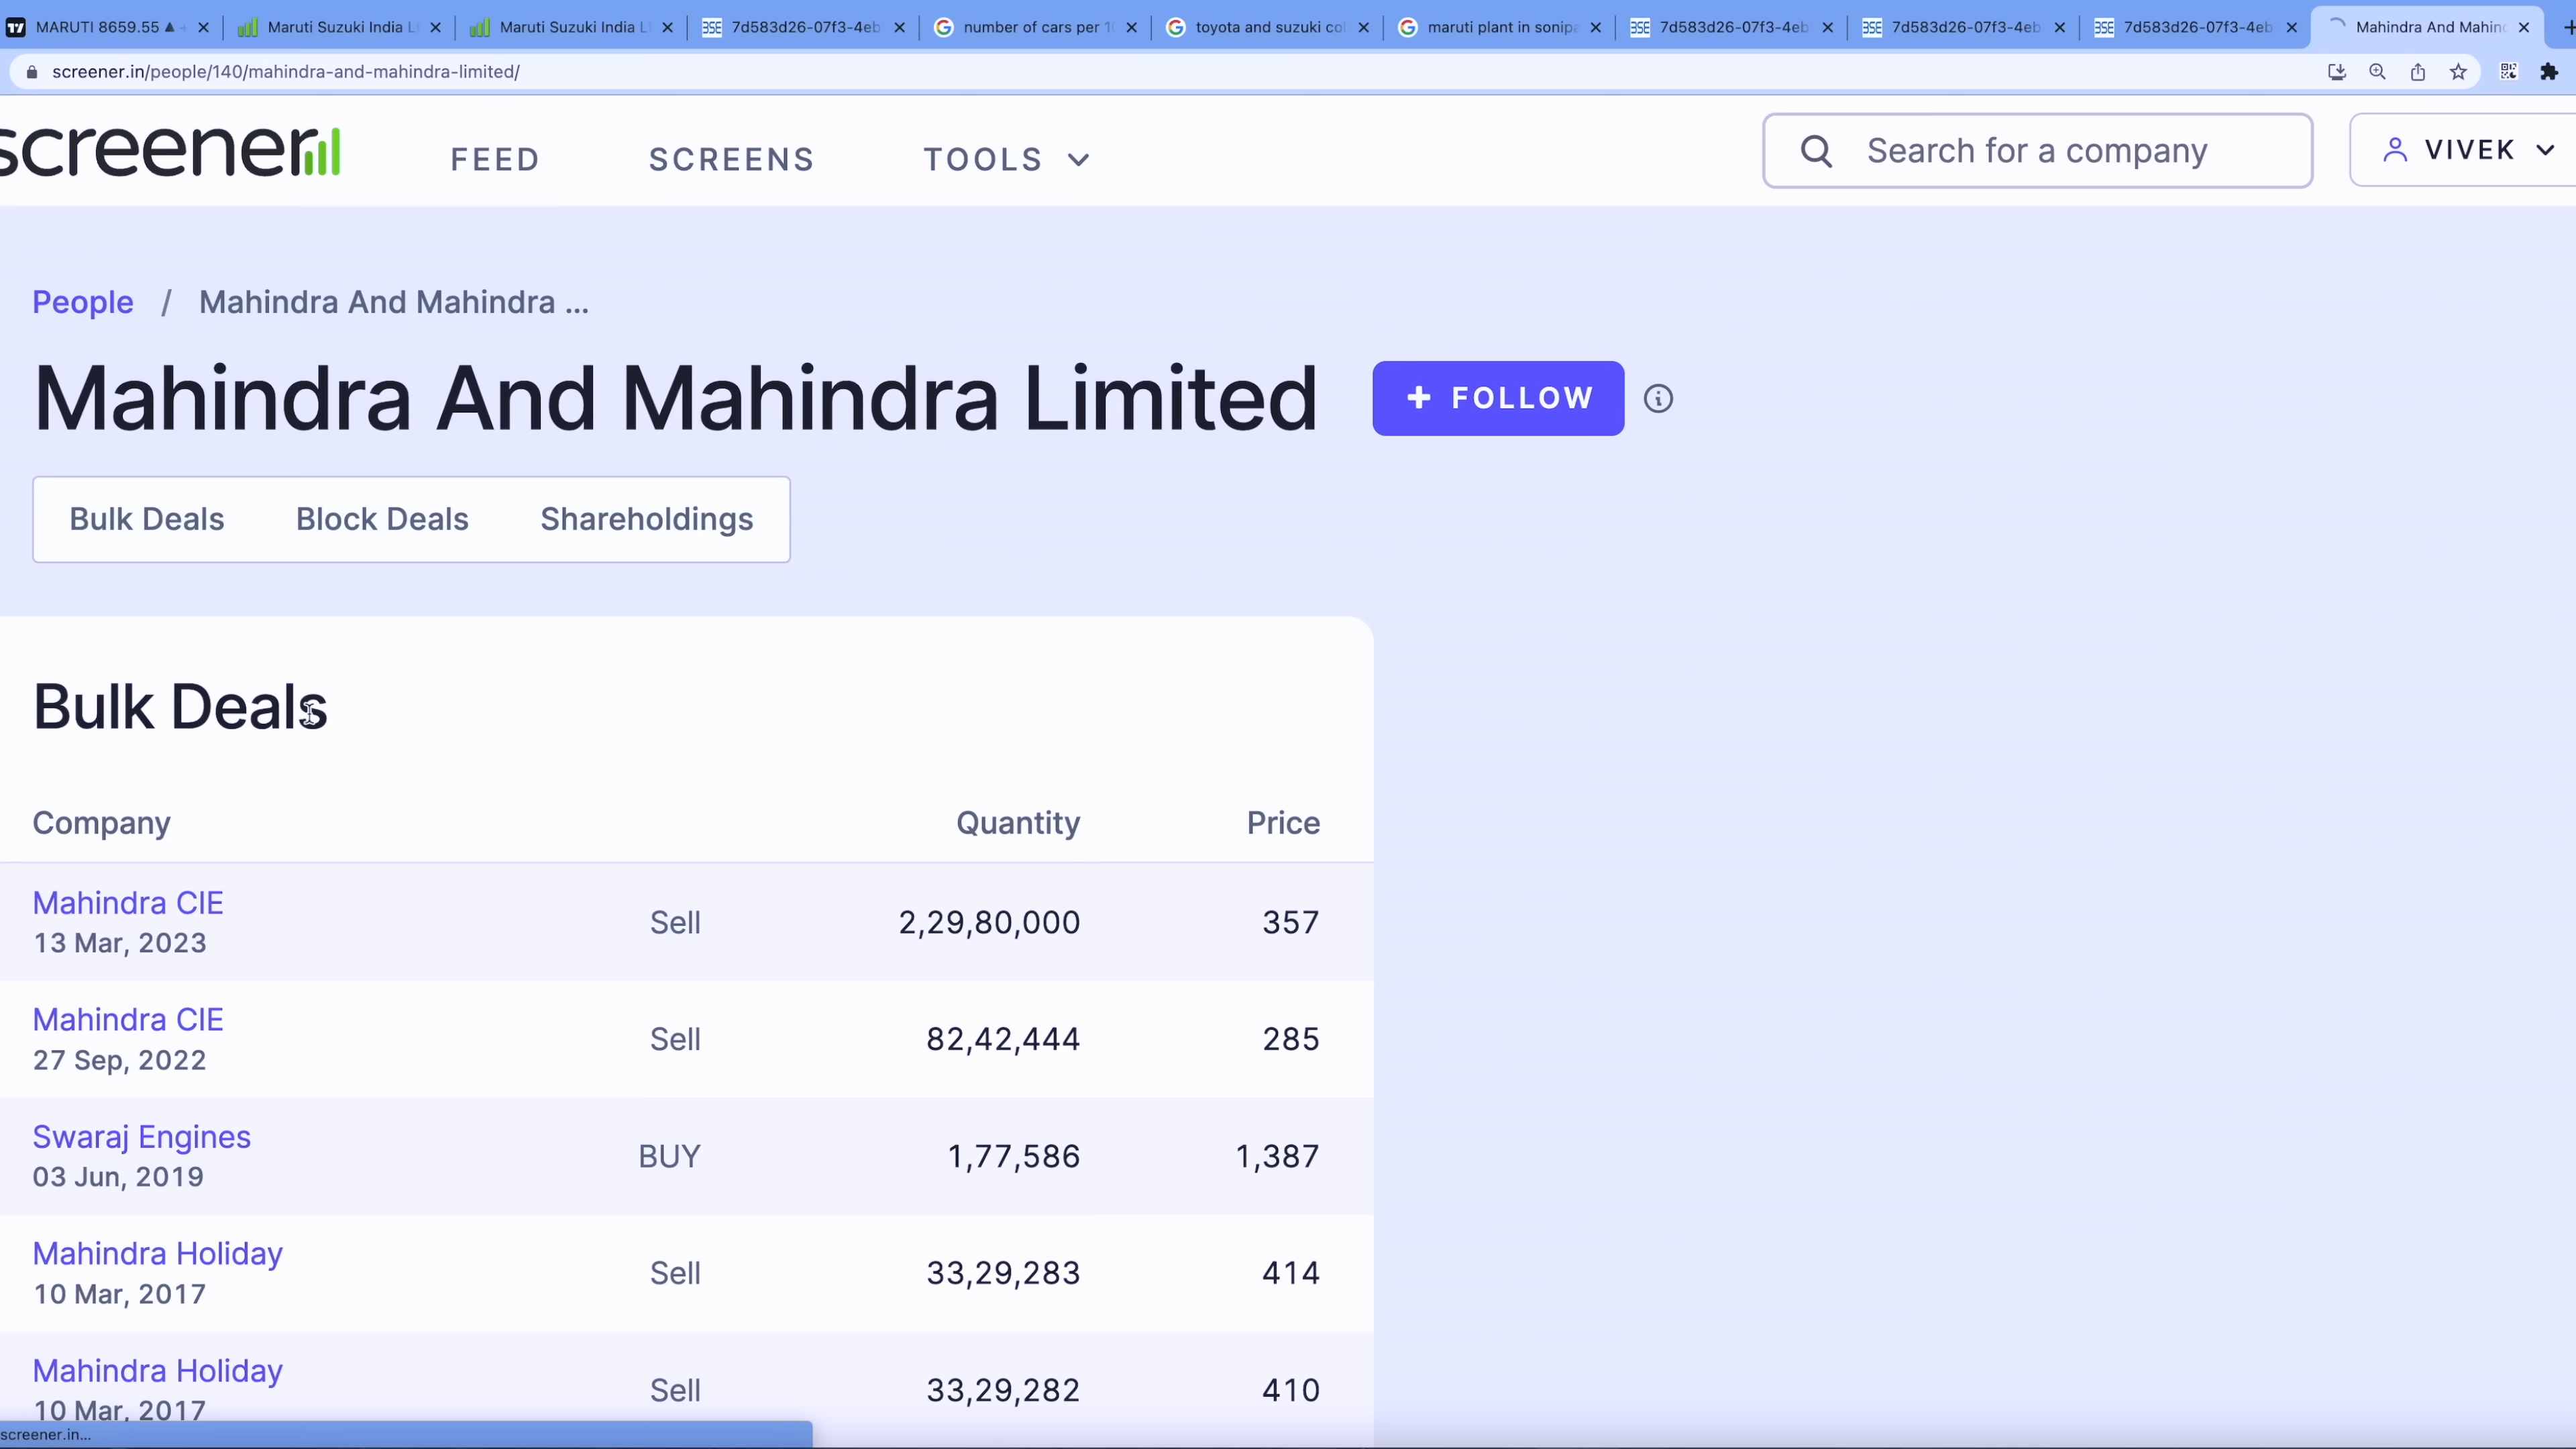 MARUTI 8659.55 ▲
Maruti Suzuki India L
Maruti Suzuki India L
7d583d26-07f3-4eb
number of cars per 1
toyota and suzuki co
maruti plant in sonip
7d583d26-07f3-4eb
7d583d26-07f3-4eb
7d583d26-07f3-4eb
Mahindra And Mahin
screener.in/people/140/mahindra-and-mahindra-limited/
screener
FEED
SCREENS
TOOLS
Search for a company
VIVEK
People / Mahindra And Mahindra ...
Mahindra And Mahindra Limited
+ FOLLOW
Bulk Deals Block Deals Shareholdings
Bulk Deals
Company Quantity Price
Mahindra CIE
13 Mar, 2023
Sell 2,29,80,000 357
Mahindra CIE
27 Sep, 2022
Sell 82,42,444 285
Swaraj Engines
03 Jun, 2019
BUY 1,77,586 1,387
Mahindra Holiday
10 Mar, 2017
Sell 33,29,283 414
Mahindra Holiday
10 Mar, 2017
Sell 33,29,282 410
screener.in...